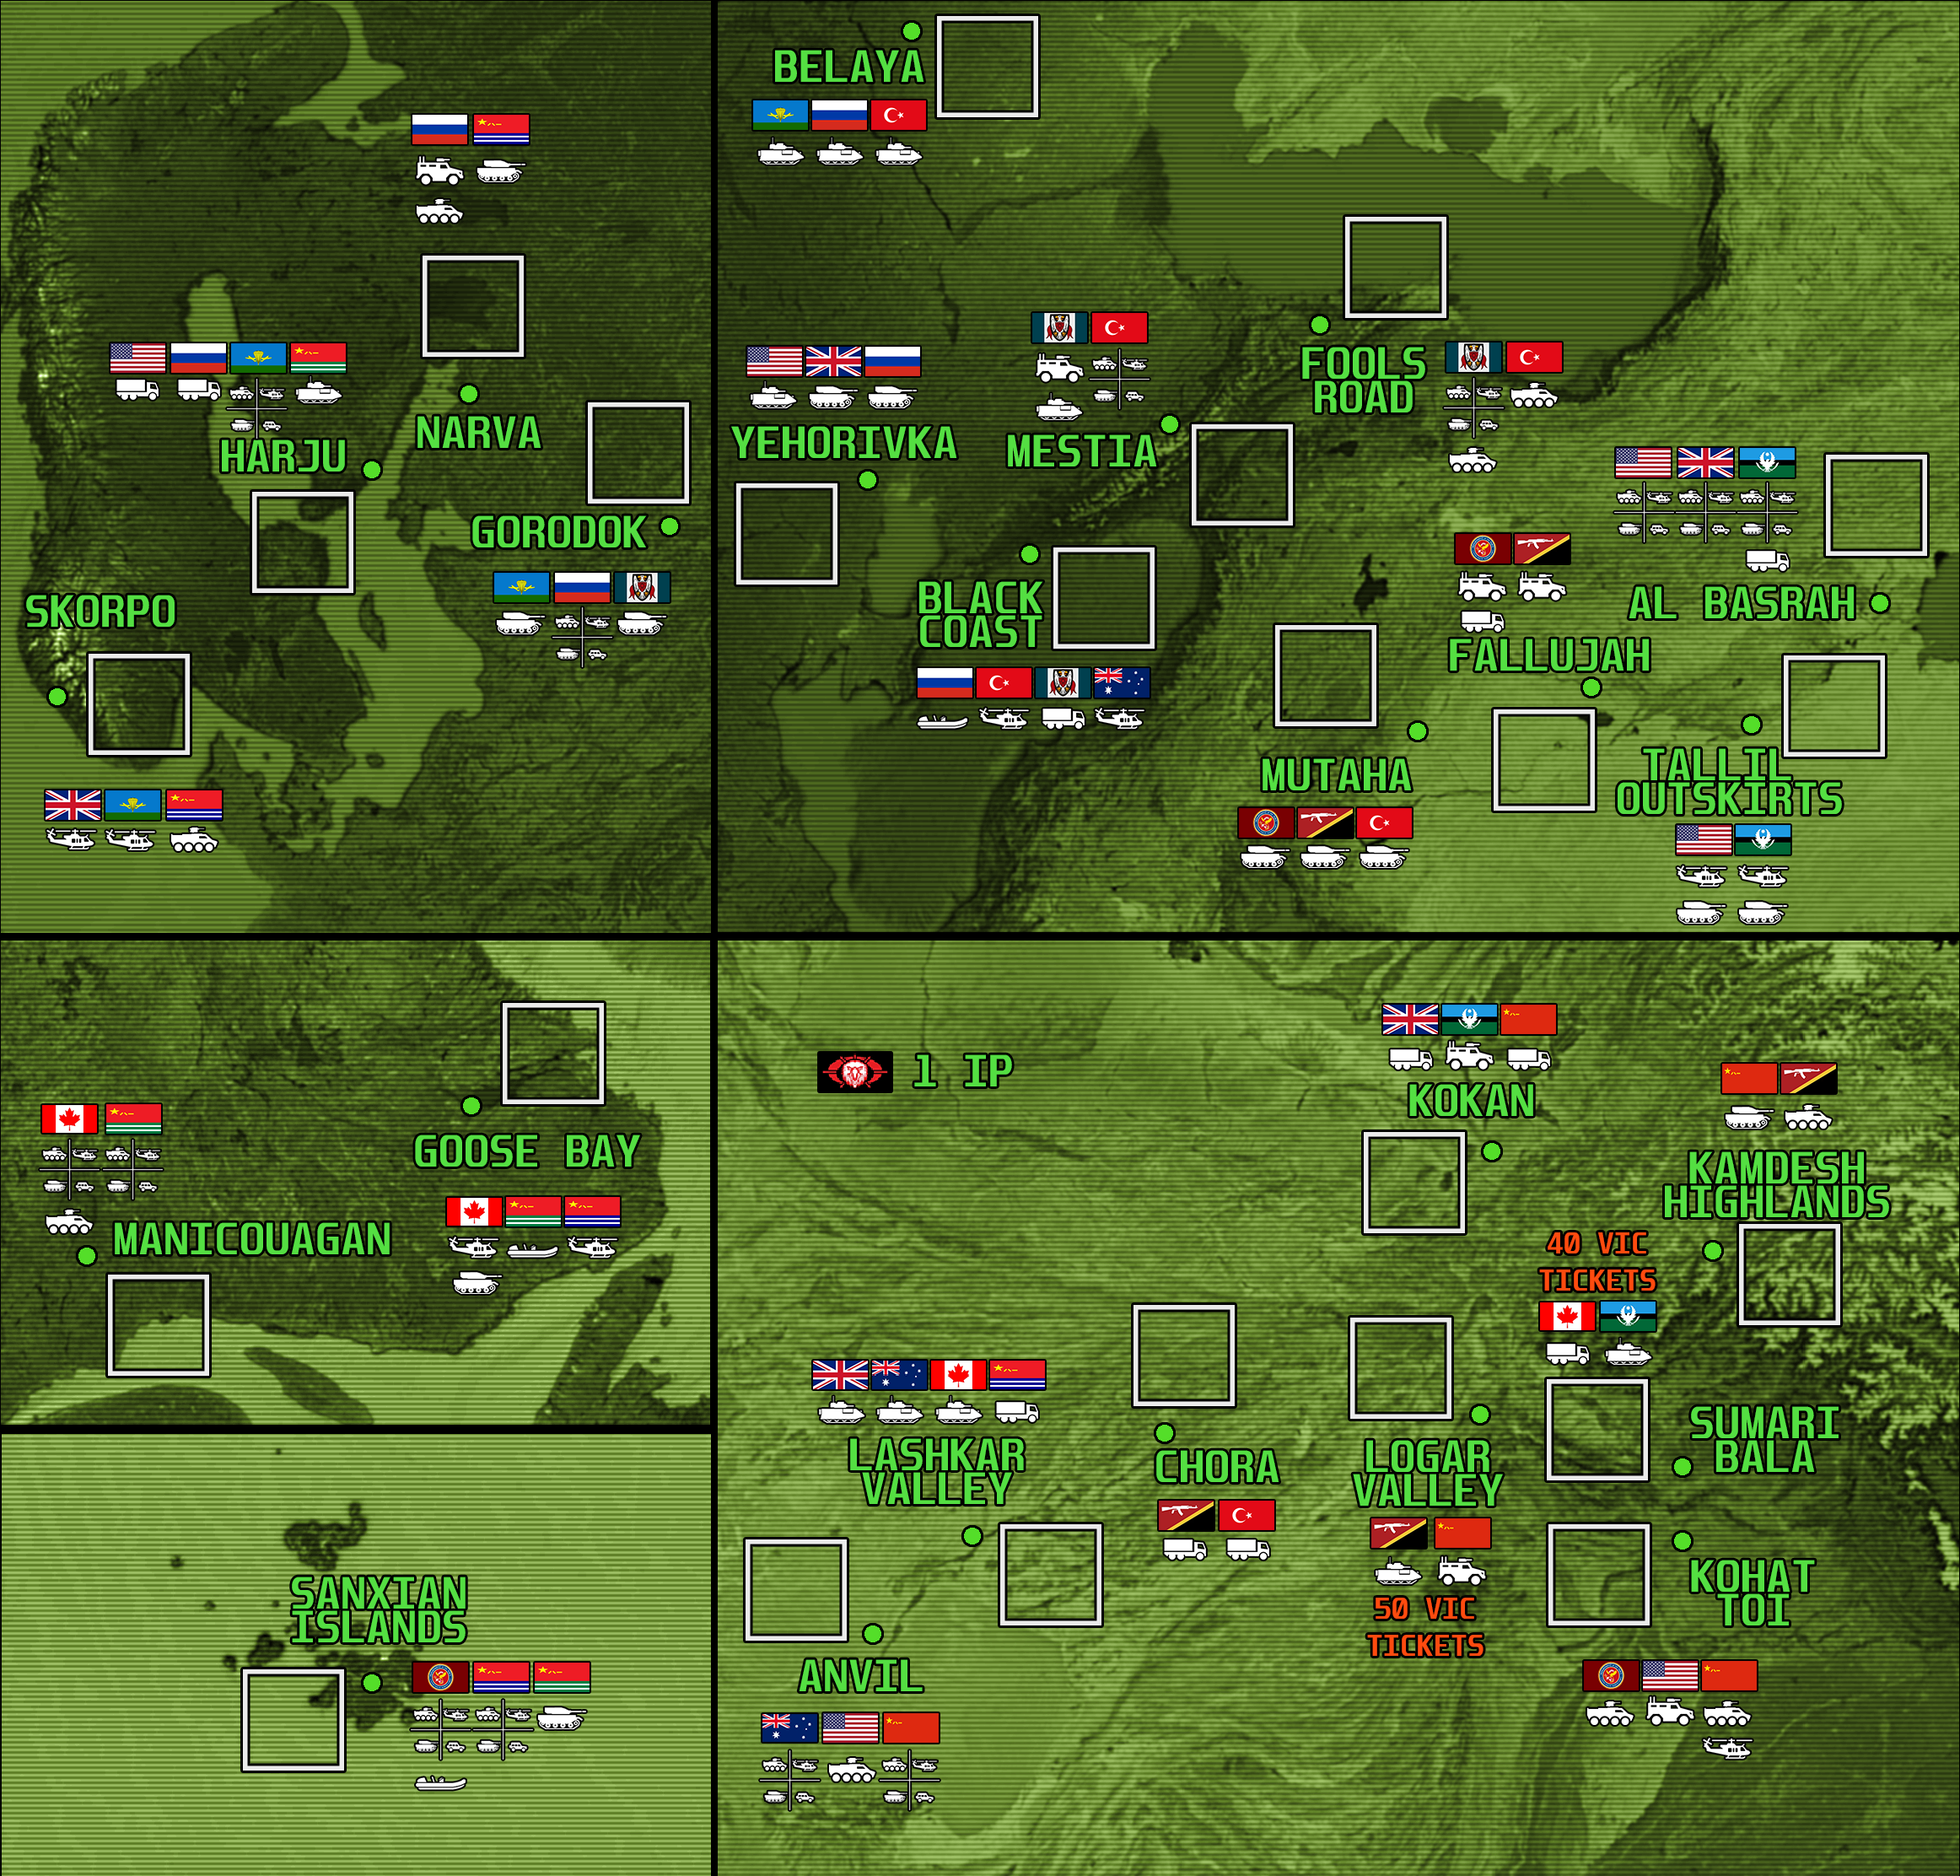 BELAYA
YEHORIVKA
MESTIA
FOOLS
ROAD
HARJU
NARVA
GORODOK
SKORPO
BLACK
COAST
AL BASRAH
FALLUJAH
MUTAHA
TALLIL
OUTSKIRTS
GOOSE BAY
MANICOUAGAN
SANXIAN
ISLANDS
1 IP
KOKAN
KAMDESH
HIGHLANDS
40 VIC
TICKETS
LASHKAR
VALLEY
CHORA
LOGAR
VALLEY
50 VIC
TICKETS
SUMARI
BALA
KOHAT
TOI
ANVIL